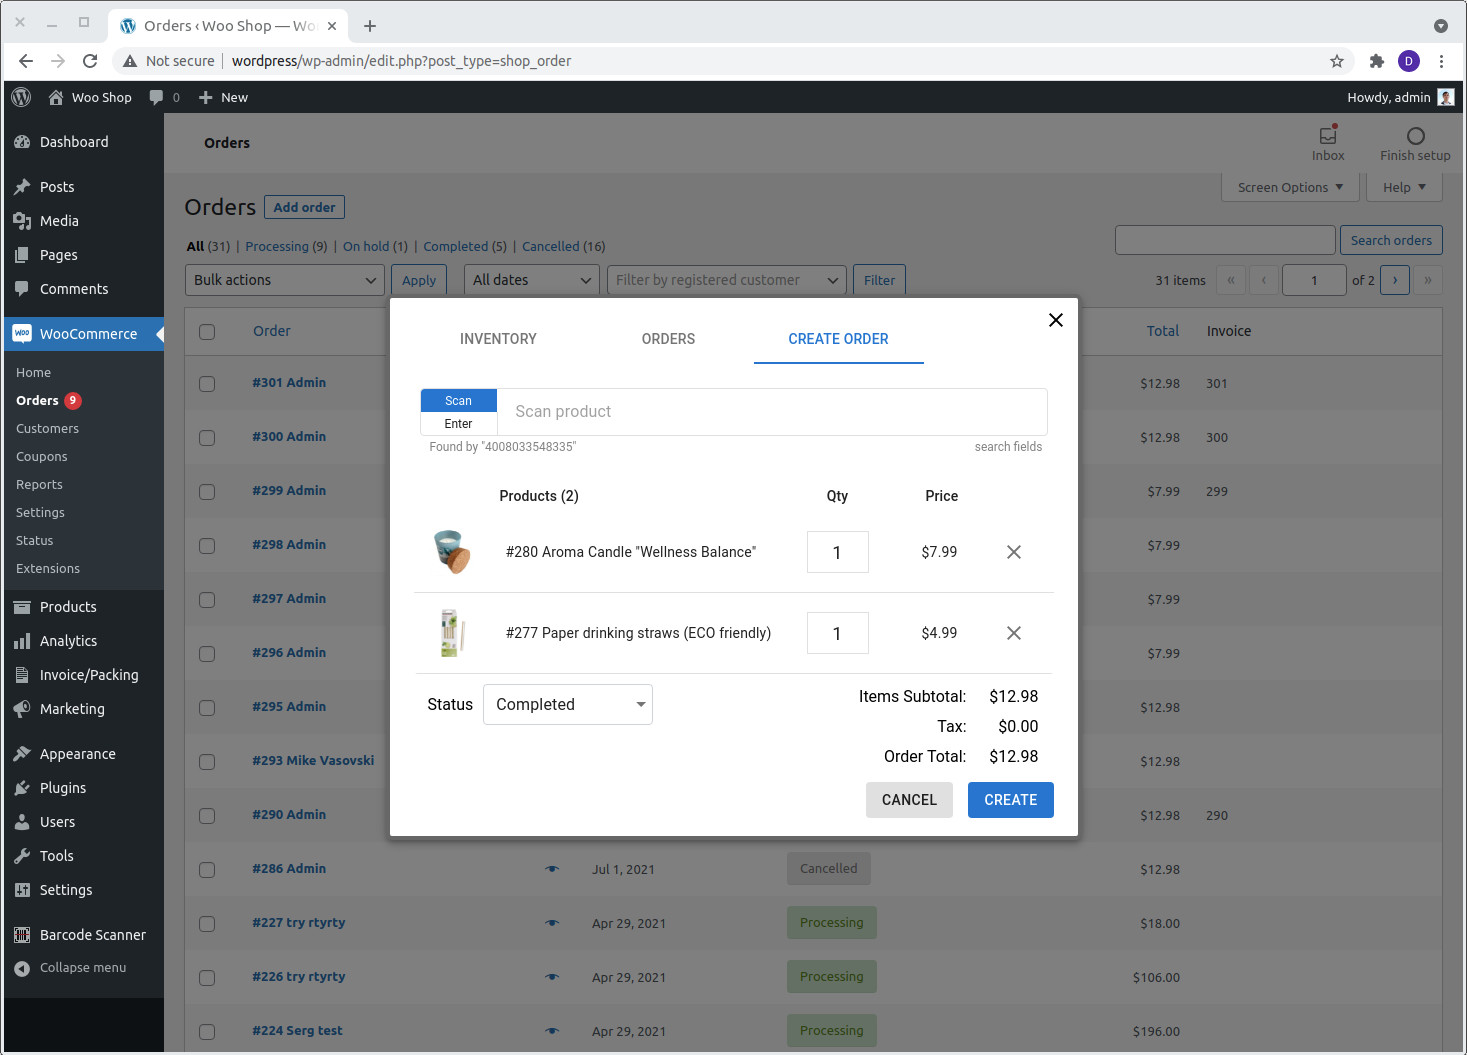 Orders ‹ Woo Shop — Wo
Not secure | wordpress/wp-admin/edit.php?post_type=shop_order
D
Woo Shop 0 New
Howdy, admin
Dashboard
Posts
Media
Pages
Comments
WooCommerce
Home
Orders 9
Customers
Coupons
Reports
Settings
Status
Extensions
Products
Analytics
Invoice/Packing
Marketing
Appearance
Plugins
Users
Tools
Settings
Barcode Scanner
Collapse menu
Orders
Inbox
Finish setup
Screen Options
Help
Orders Add order
All (31) | Processing (9) | On hold (1) | Completed (5) | Cancelled (16)
Search orders
Bulk actions Apply All dates Filter by registered customer Filter
31 items « ‹ 1 of 2 › »
Order Total Invoice
#301 Admin $12.98 301
#300 Admin $12.98 300
#299 Admin $7.99 299
#298 Admin $7.99
#297 Admin $7.99
#296 Admin $7.99
#295 Admin $12.98
#293 Mike Vasovski $12.98
#290 Admin $12.98 290
#286 Admin Jul 1, 2021 Cancelled $12.98
#227 try rtyrty Apr 29, 2021 Processing $18.00
#226 try rtyrty Apr 29, 2021 Processing $106.00
#224 Serg test Apr 29, 2021 Processing $196.00
INVENTORY ORDERS CREATE ORDER
Scan
Enter
Scan product
Found by "4008033548335" search fields
Products (2) Qty Price
#280 Aroma Candle "Wellness Balance" 1 $7.99
#277 Paper drinking straws (ECO friendly) 1 $4.99
Status Completed
Items Subtotal: $12.98
Tax: $0.00
Order Total: $12.98
CANCEL CREATE